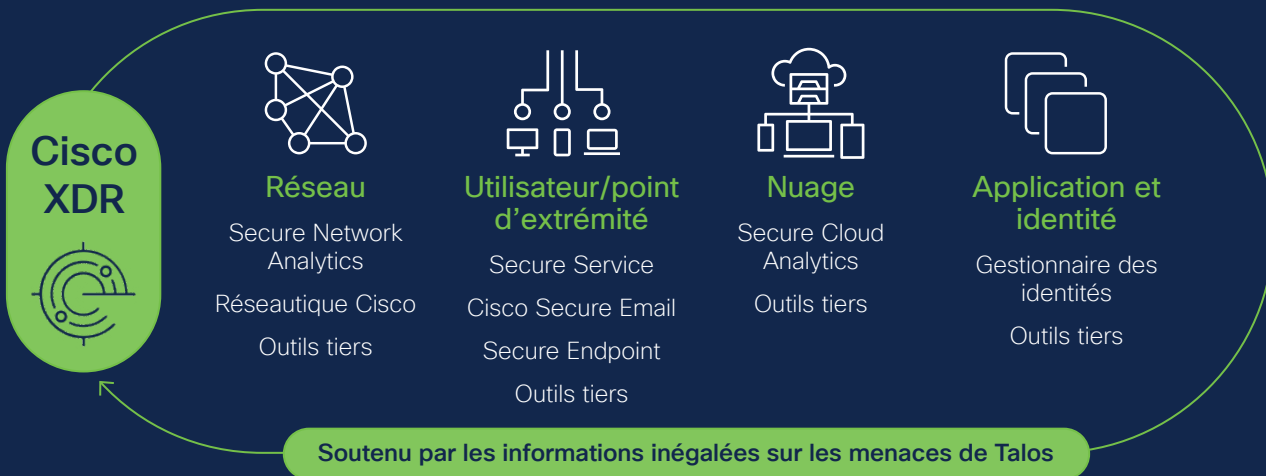 Cisco
XDR
Réseau
Secure Network
Analytics
Réseautique Cisco
Outils tiers
Utilisateur/point
d’extrémité
Secure Service
Cisco Secure Email
Secure Endpoint
Outils tiers
Nuage
Secure Cloud
Analytics
Outils tiers
Application et
identité
Gestionnaire des
identités
Outils tiers
Soutenu par les informations inégalées sur les menaces de Talos